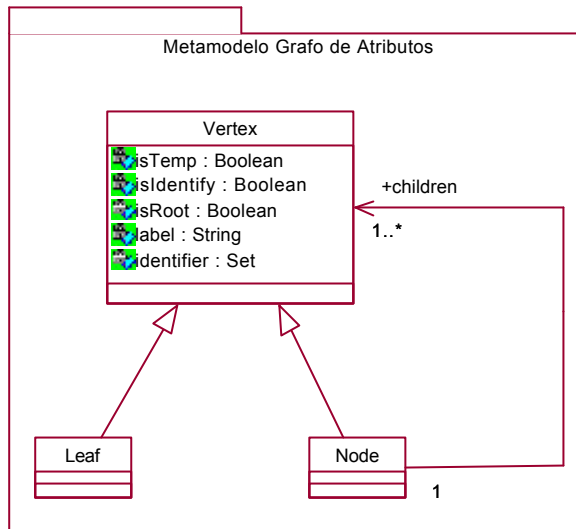 Metamodelo Grafo de Atributos
Vertex
isTemp : Boolean
isIdentify : Boolean
isRoot : Boolean
label : String
identifier : Set
+children
1..*
Leaf
Node
1